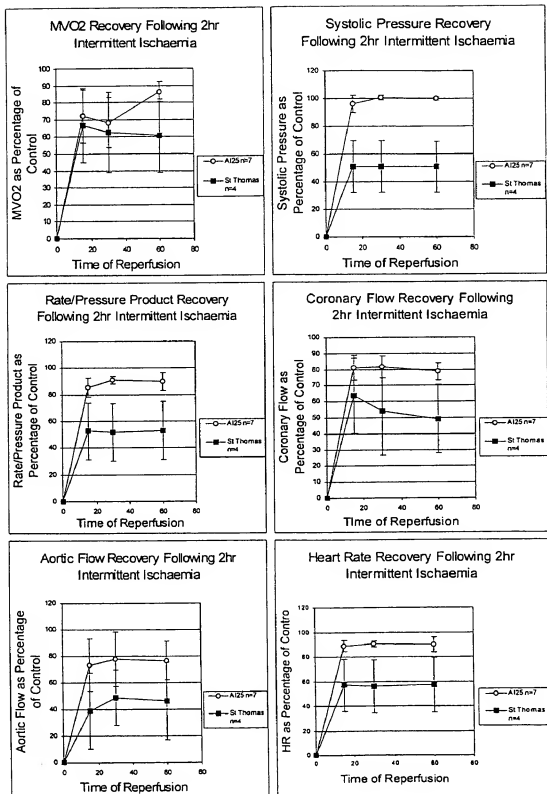 MVO2 Recovery Following 2hr
Intermittent Ischaemia
MVO2 as Percentage of
Control
100
90
80
70
60
50
40
30
20
10
0
0 20 40 60 80
Time of Reperfusion
AI25 n=7
St Thomas
n=4
Systolic Pressure Recovery
Following 2hr Intermittent Ischaemia
Systolic Pressure as
Percentage of Control
120
100
80
60
40
20
0
0 20 40 60 80
Time of Reperfusion
AI25 n=7
St Thomas
n=4
Rate/Pressure Product Recovery
Following 2hr Intermittent Ischaemia
Rate/Pressure Product as
Percentage of Control
120
100
80
60
40
20
0
0 20 40 60 80
Time of Reperfusion
AI25 n=7
St Thomas
n=4
Coronary Flow Recovery Following
2hr Intermittent Ischaemia
Coronary Flow as
Percentage of Control
100
90
80
70
60
50
40
30
20
10
0
0 20 40 60 80
Time of Reperfusion
AI25 n=7
St Thomas
n=4
Aortic Flow Recovery Following 2hr
Intermittent Ischaemia
Aortic Flow as Percentage
of Control
120
100
80
60
40
20
0
0 20 40 60 80
Time of Reperfusion
AI25 n=7
St Thomas
n=4
Heart Rate Recovery Following 2hr
Intermittent Ischaemia
HR as Percentage of Contro
120
100
80
60
40
20
0
0 20 40 60 80
Time of Reperfusion
AI25 n=7
St Thomas
n=4